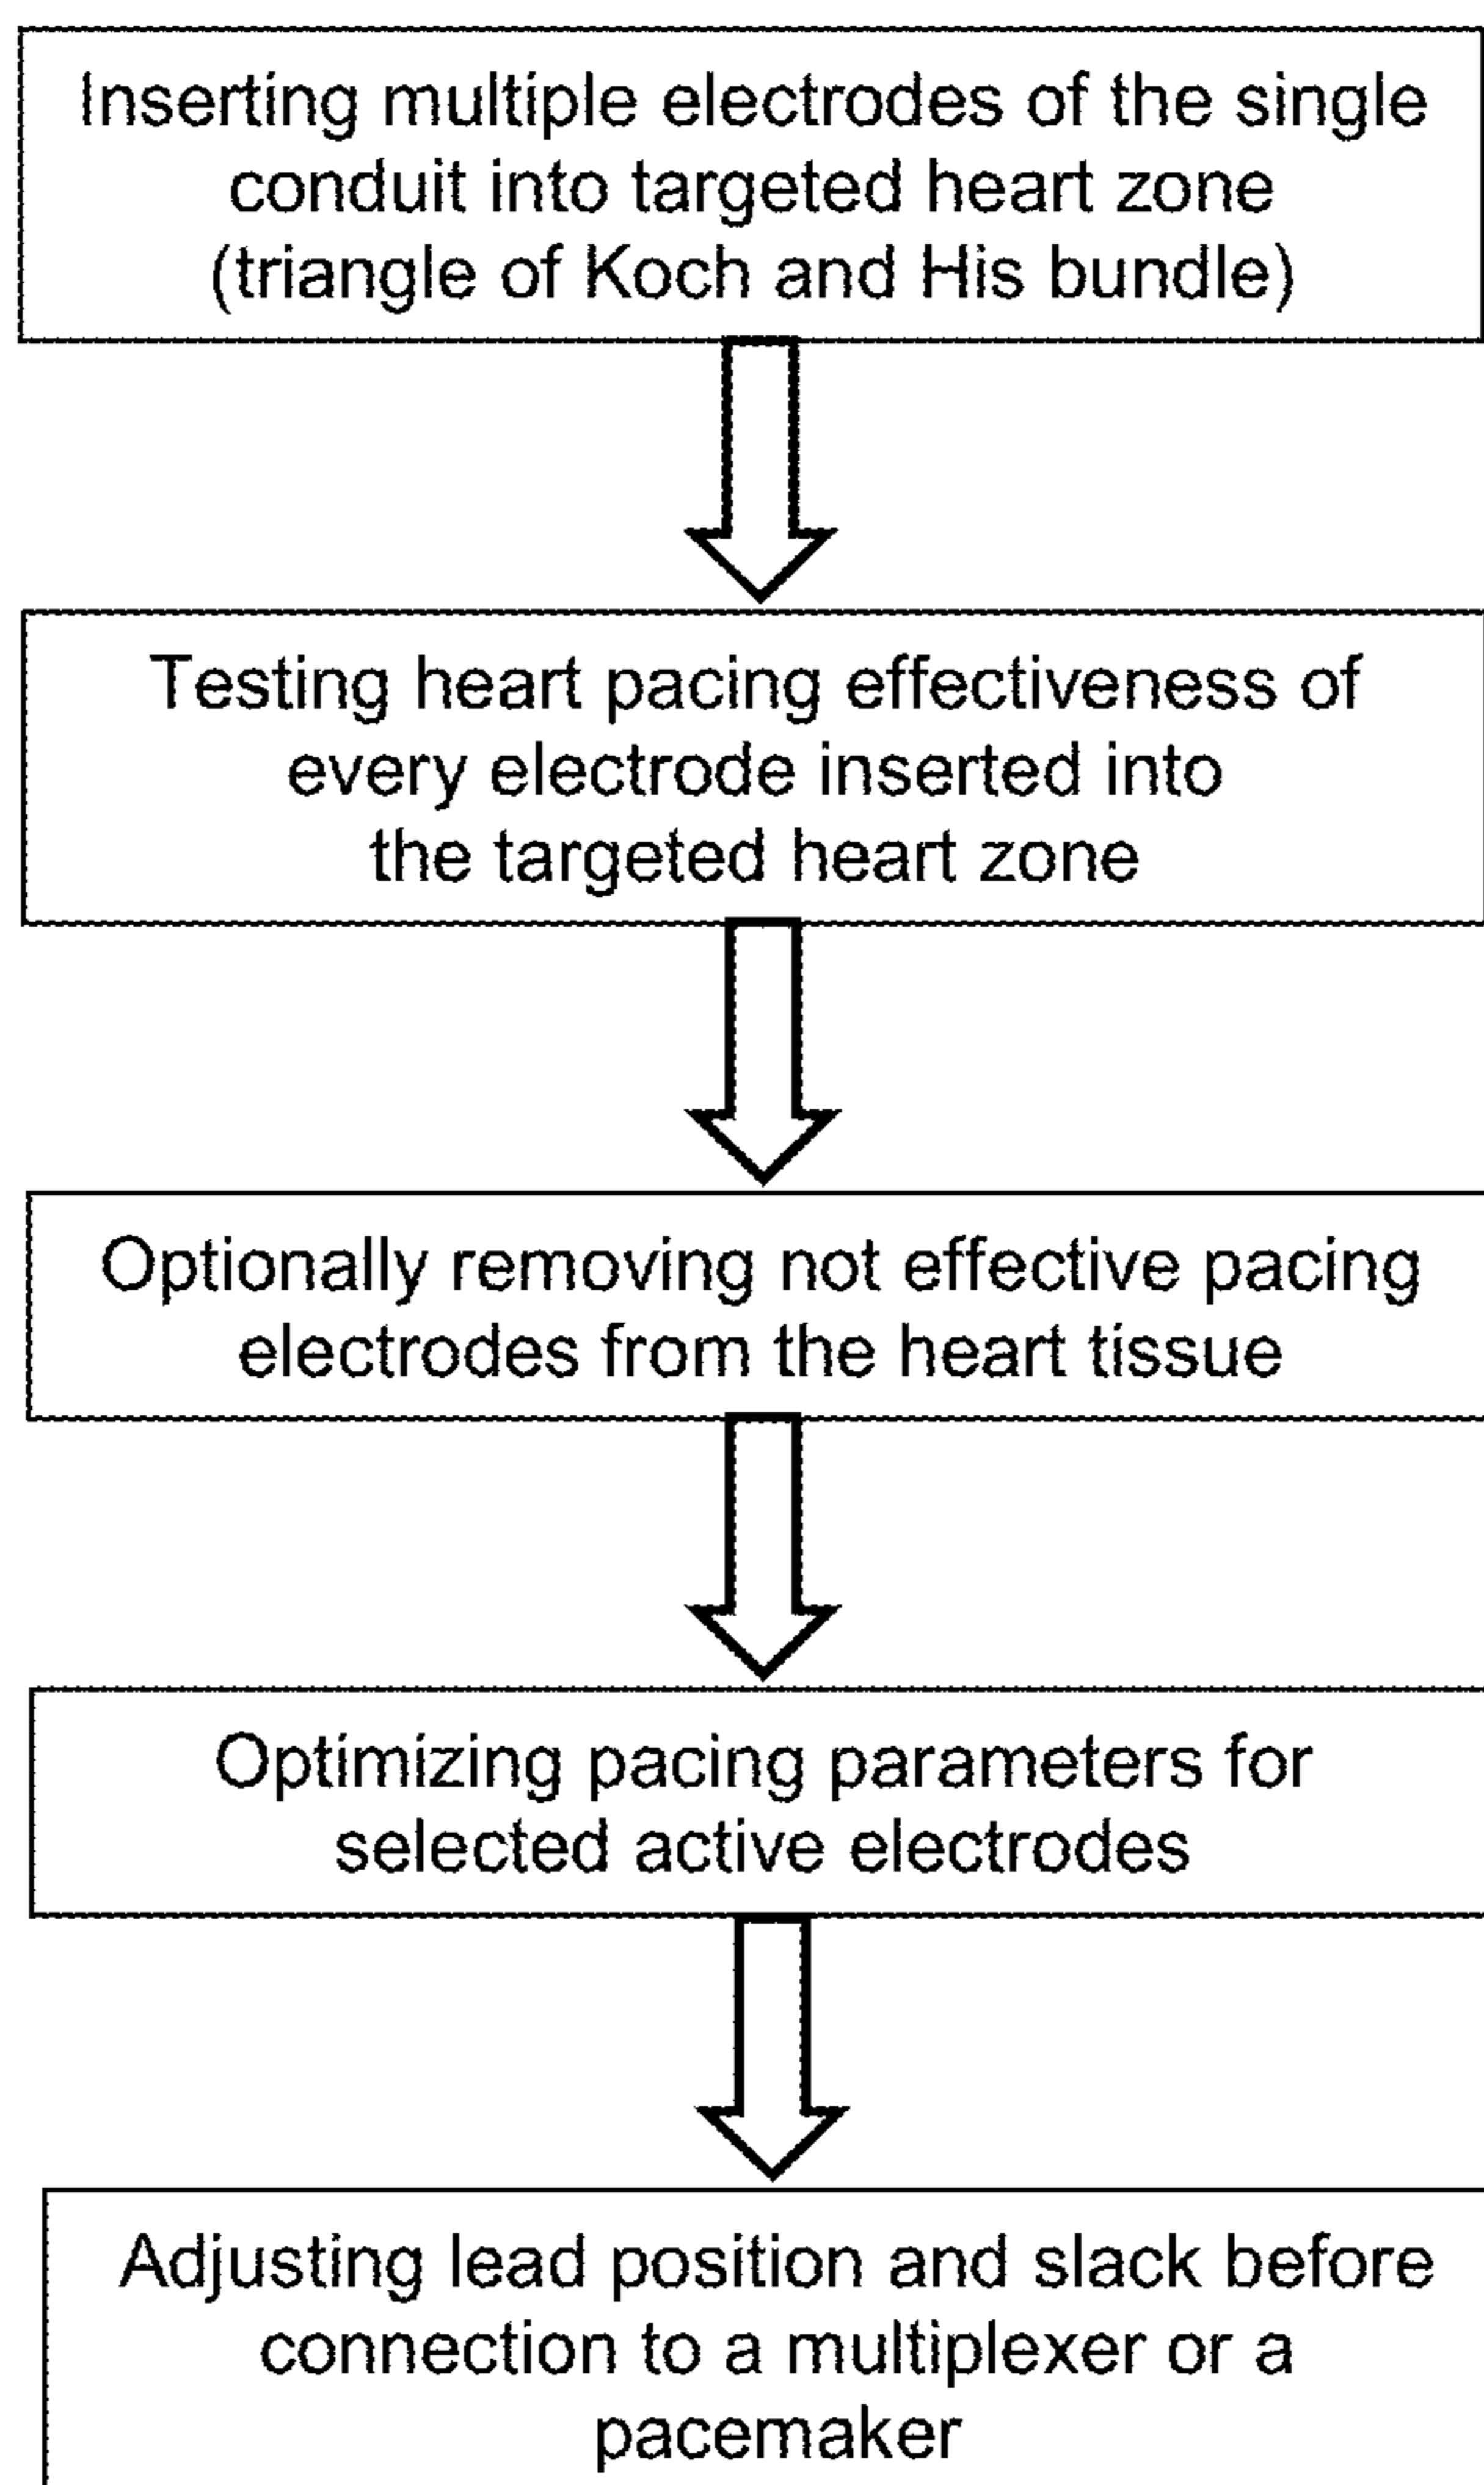 Inserting multiple electrodes of the single
conduit into targeted heart zone
(triangle of Koch and His bundle)
Testing heart pacing effectiveness of
every electrode inserted into
the targeted heart zone
Optionally removing not effective pacing
electrodes from the heart tissue
Optimizing pacing parameters for
selected active electrodes
Adjusting lead position and slack before
connection to a multiplexer or a
pacemaker